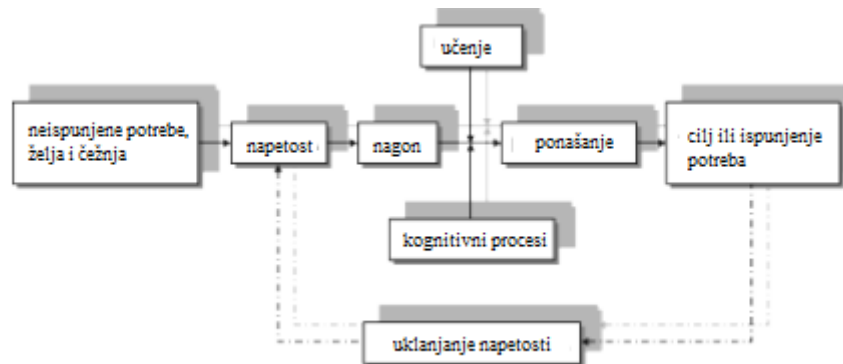 učenje
neispunjene potrebe,
želja i čežnja
napetost
nagon
ponašanje
cilj ili ispunjenje
potreba
kognitivni procesi
uklanjanje napetosti